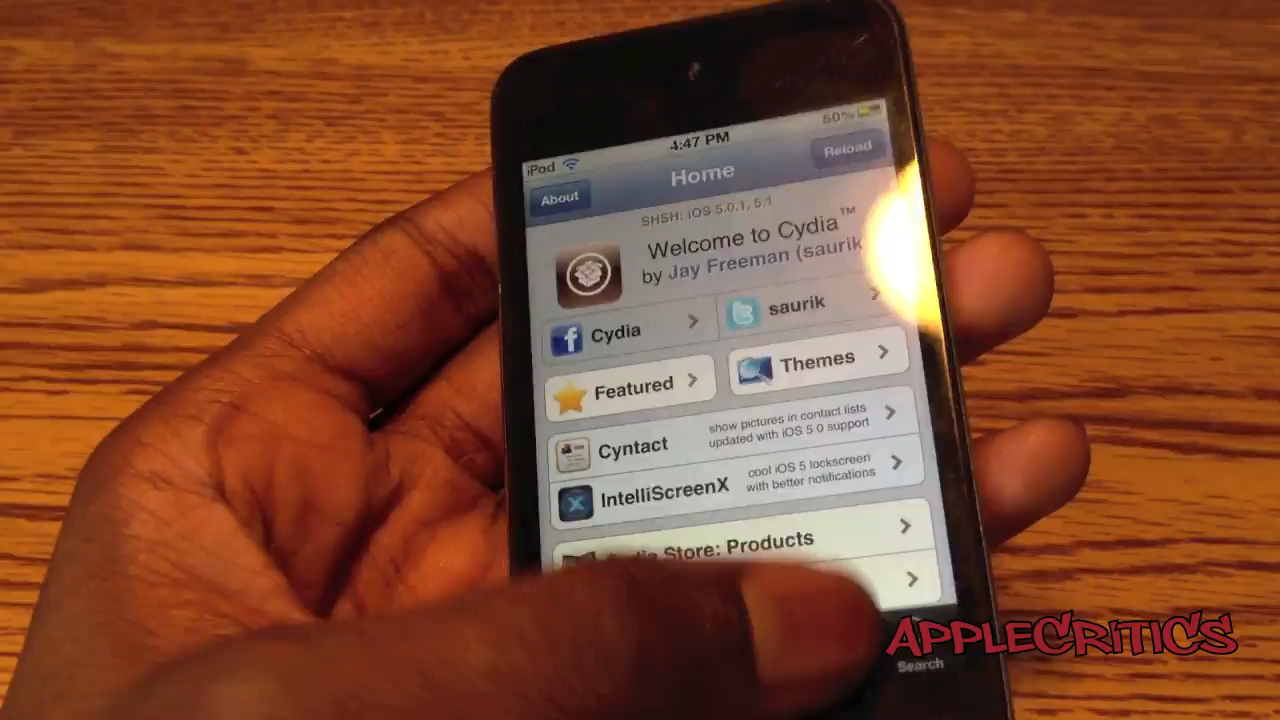 iPod
4:47 PM
50%
About
Home
Reload
SHSH: iOS 5.0.1, 5.1
Welcome to Cydia™
by Jay Freeman (saurik
Cydia
saurik
Featured
Themes
Cyntact
show pictures in contact lists
updated with iOS 5.0 support
IntelliScreenX
cool iOS 5 lockscreen
with better notifications
Store: Products
APPLECRITICS
Search